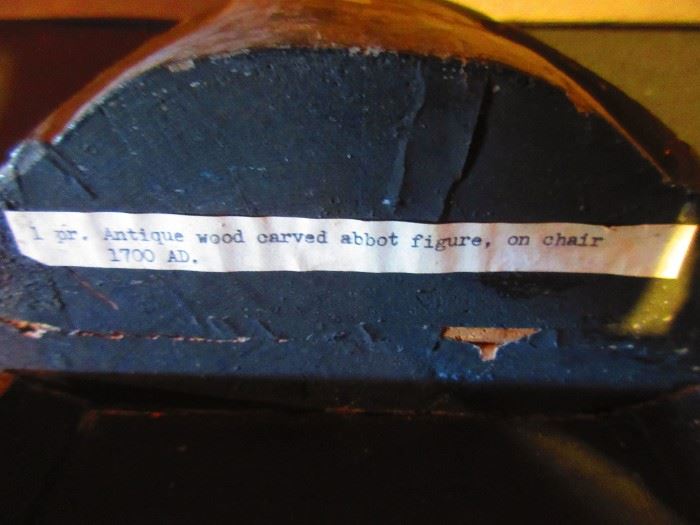 1 pr. Antique wood carved abbot figure, on chair
1700 AD.